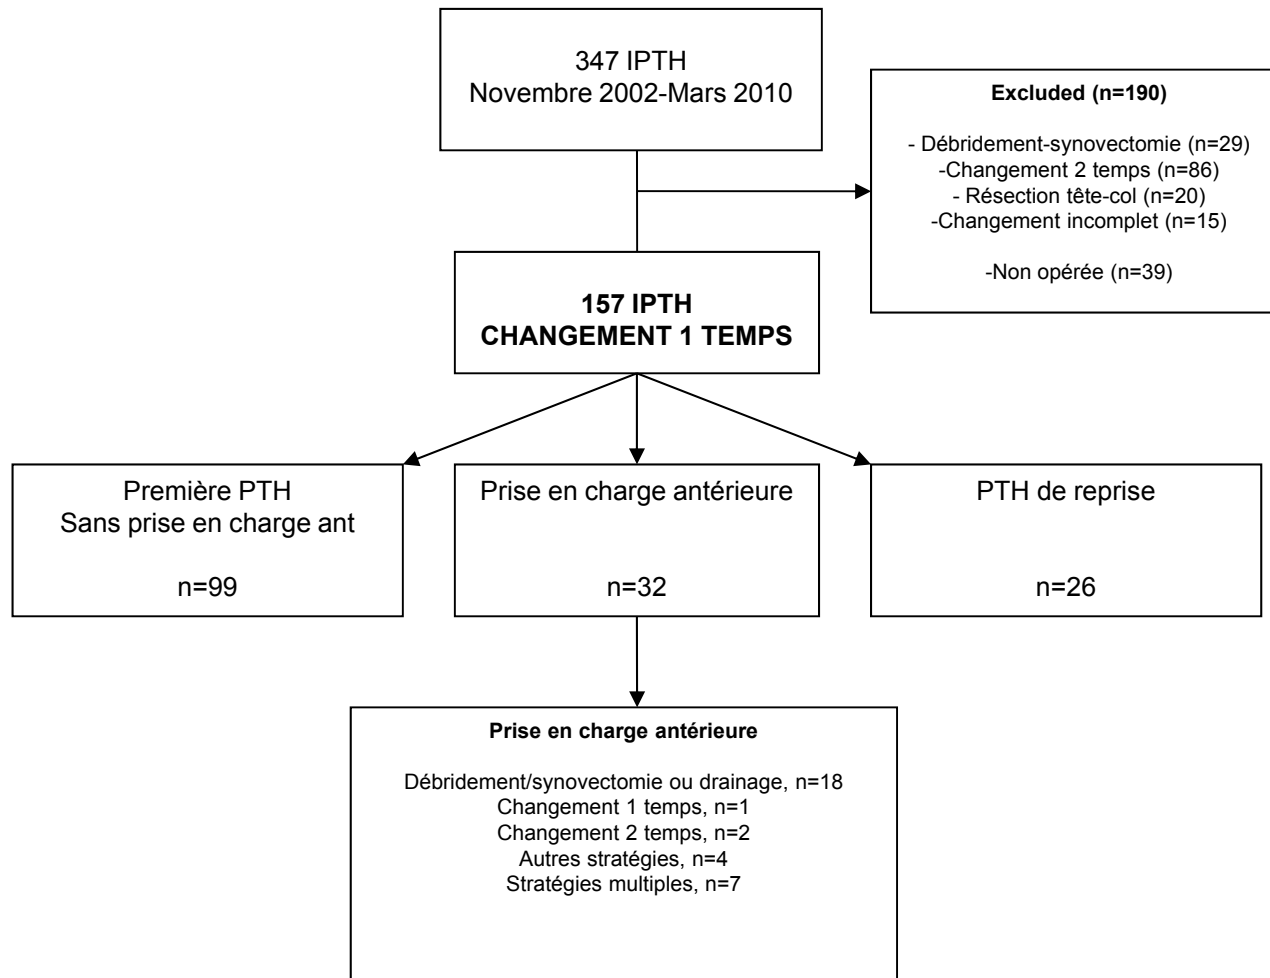 347 IPTH
Novembre 2002-Mars 2010
Excluded (n=190)
- Débridement-synovectomie (n=29)
-Changement 2 temps (n=86)
- Résection tête-col (n=20)
-Changement incomplet (n=15)
-Non opérée (n=39)
157 IPTH
CHANGEMENT 1 TEMPS
Première PTH
Sans prise en charge ant
n=99
Prise en charge antérieure
n=32
PTH de reprise
n=26
Prise en charge antérieure
Débridement/synovectomie ou drainage, n=18
Changement 1 temps, n=1
Changement 2 temps, n=2
Autres stratégies, n=4
Stratégies multiples, n=7